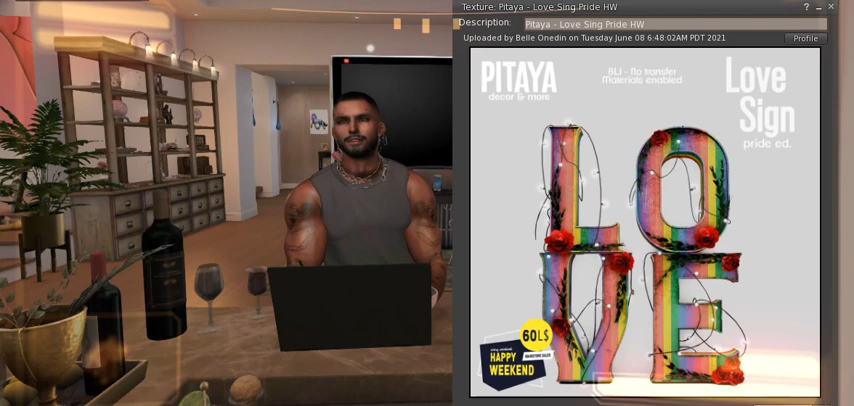 Texture: Pitaya - Love Sing Pride HW
Description:
Pitaya - Love Sing Pride HW
Uploaded by Belle Onedin on Tuesday June 08 6:48:02AM PDT 2021
Profile
PITAYA
decor & more
8LI - No transfer
Materials enabled
Love
Sign
pride ed.
LO
VE
60L$
HAPPY
WEEKEND